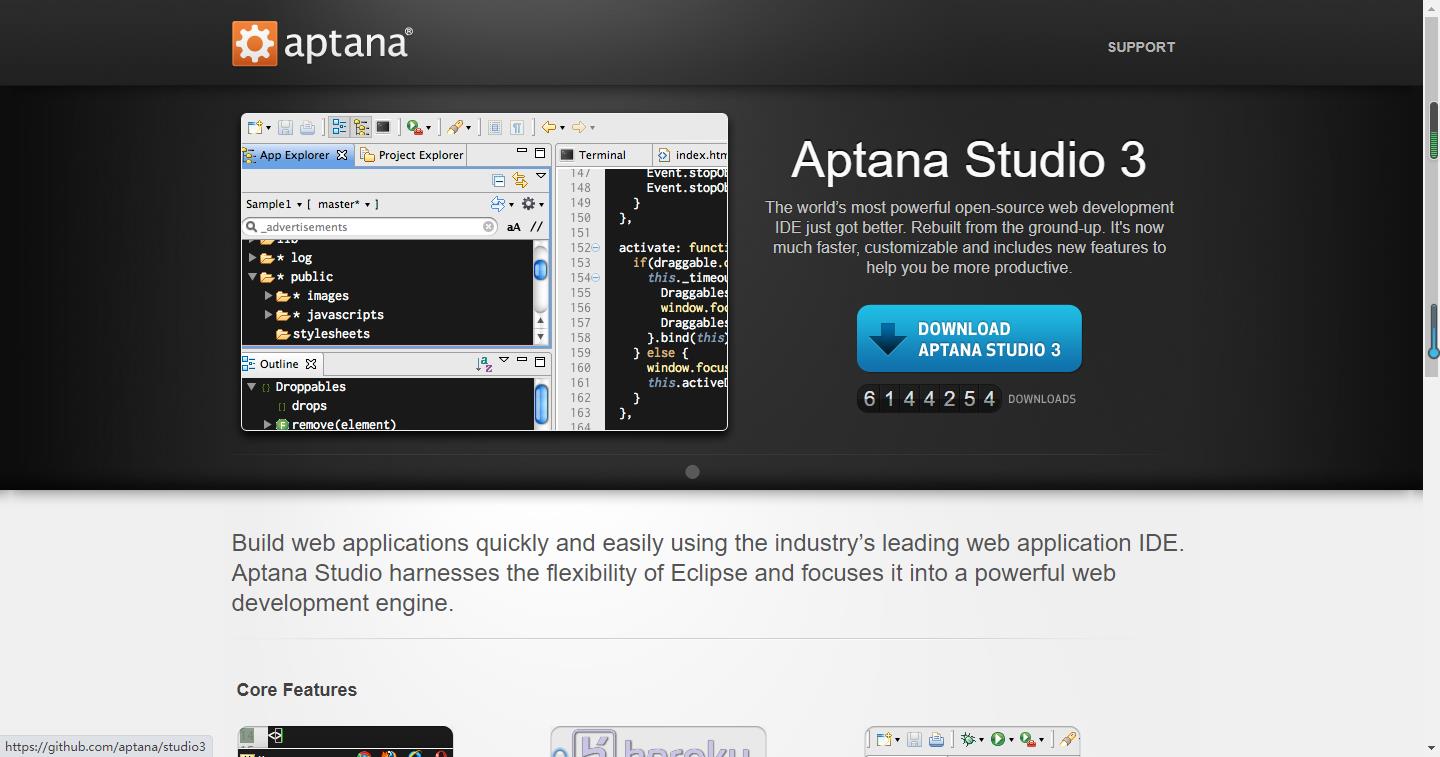 aptana®
SUPPORT
App Explorer
Project Explorer
Terminal
index.htm
Sample1
[ master* ]
_advertisements
aA
//
lib
* log
* public
* images
* javascripts
stylesheets
Outline
Droppables
drops
remove(element)
147 Event.stopOb
148 Event.stopOb
149 }
150 },
151
152 activate: functi
153 if(draggable.o
154 this._timeou
155 Draggables
156 window.foc
157 Draggables
158 }.bind(this)
159 } else {
160 window.focus
161 this.activeD
162 }
163 },
164
Aptana Studio 3
The world’s most powerful open-source web development
IDE just got better. Rebuilt from the ground-up. It's now
much faster, customizable and includes new features to
help you be more productive.
DOWNLOAD
APTANA STUDIO 3
6144254 DOWNLOADS
Build web applications quickly and easily using the industry’s leading web application IDE.
Aptana Studio harnesses the flexibility of Eclipse and focuses it into a powerful web
development engine.
Core Features
14
<>
heroku
https://github.com/aptana/studio3